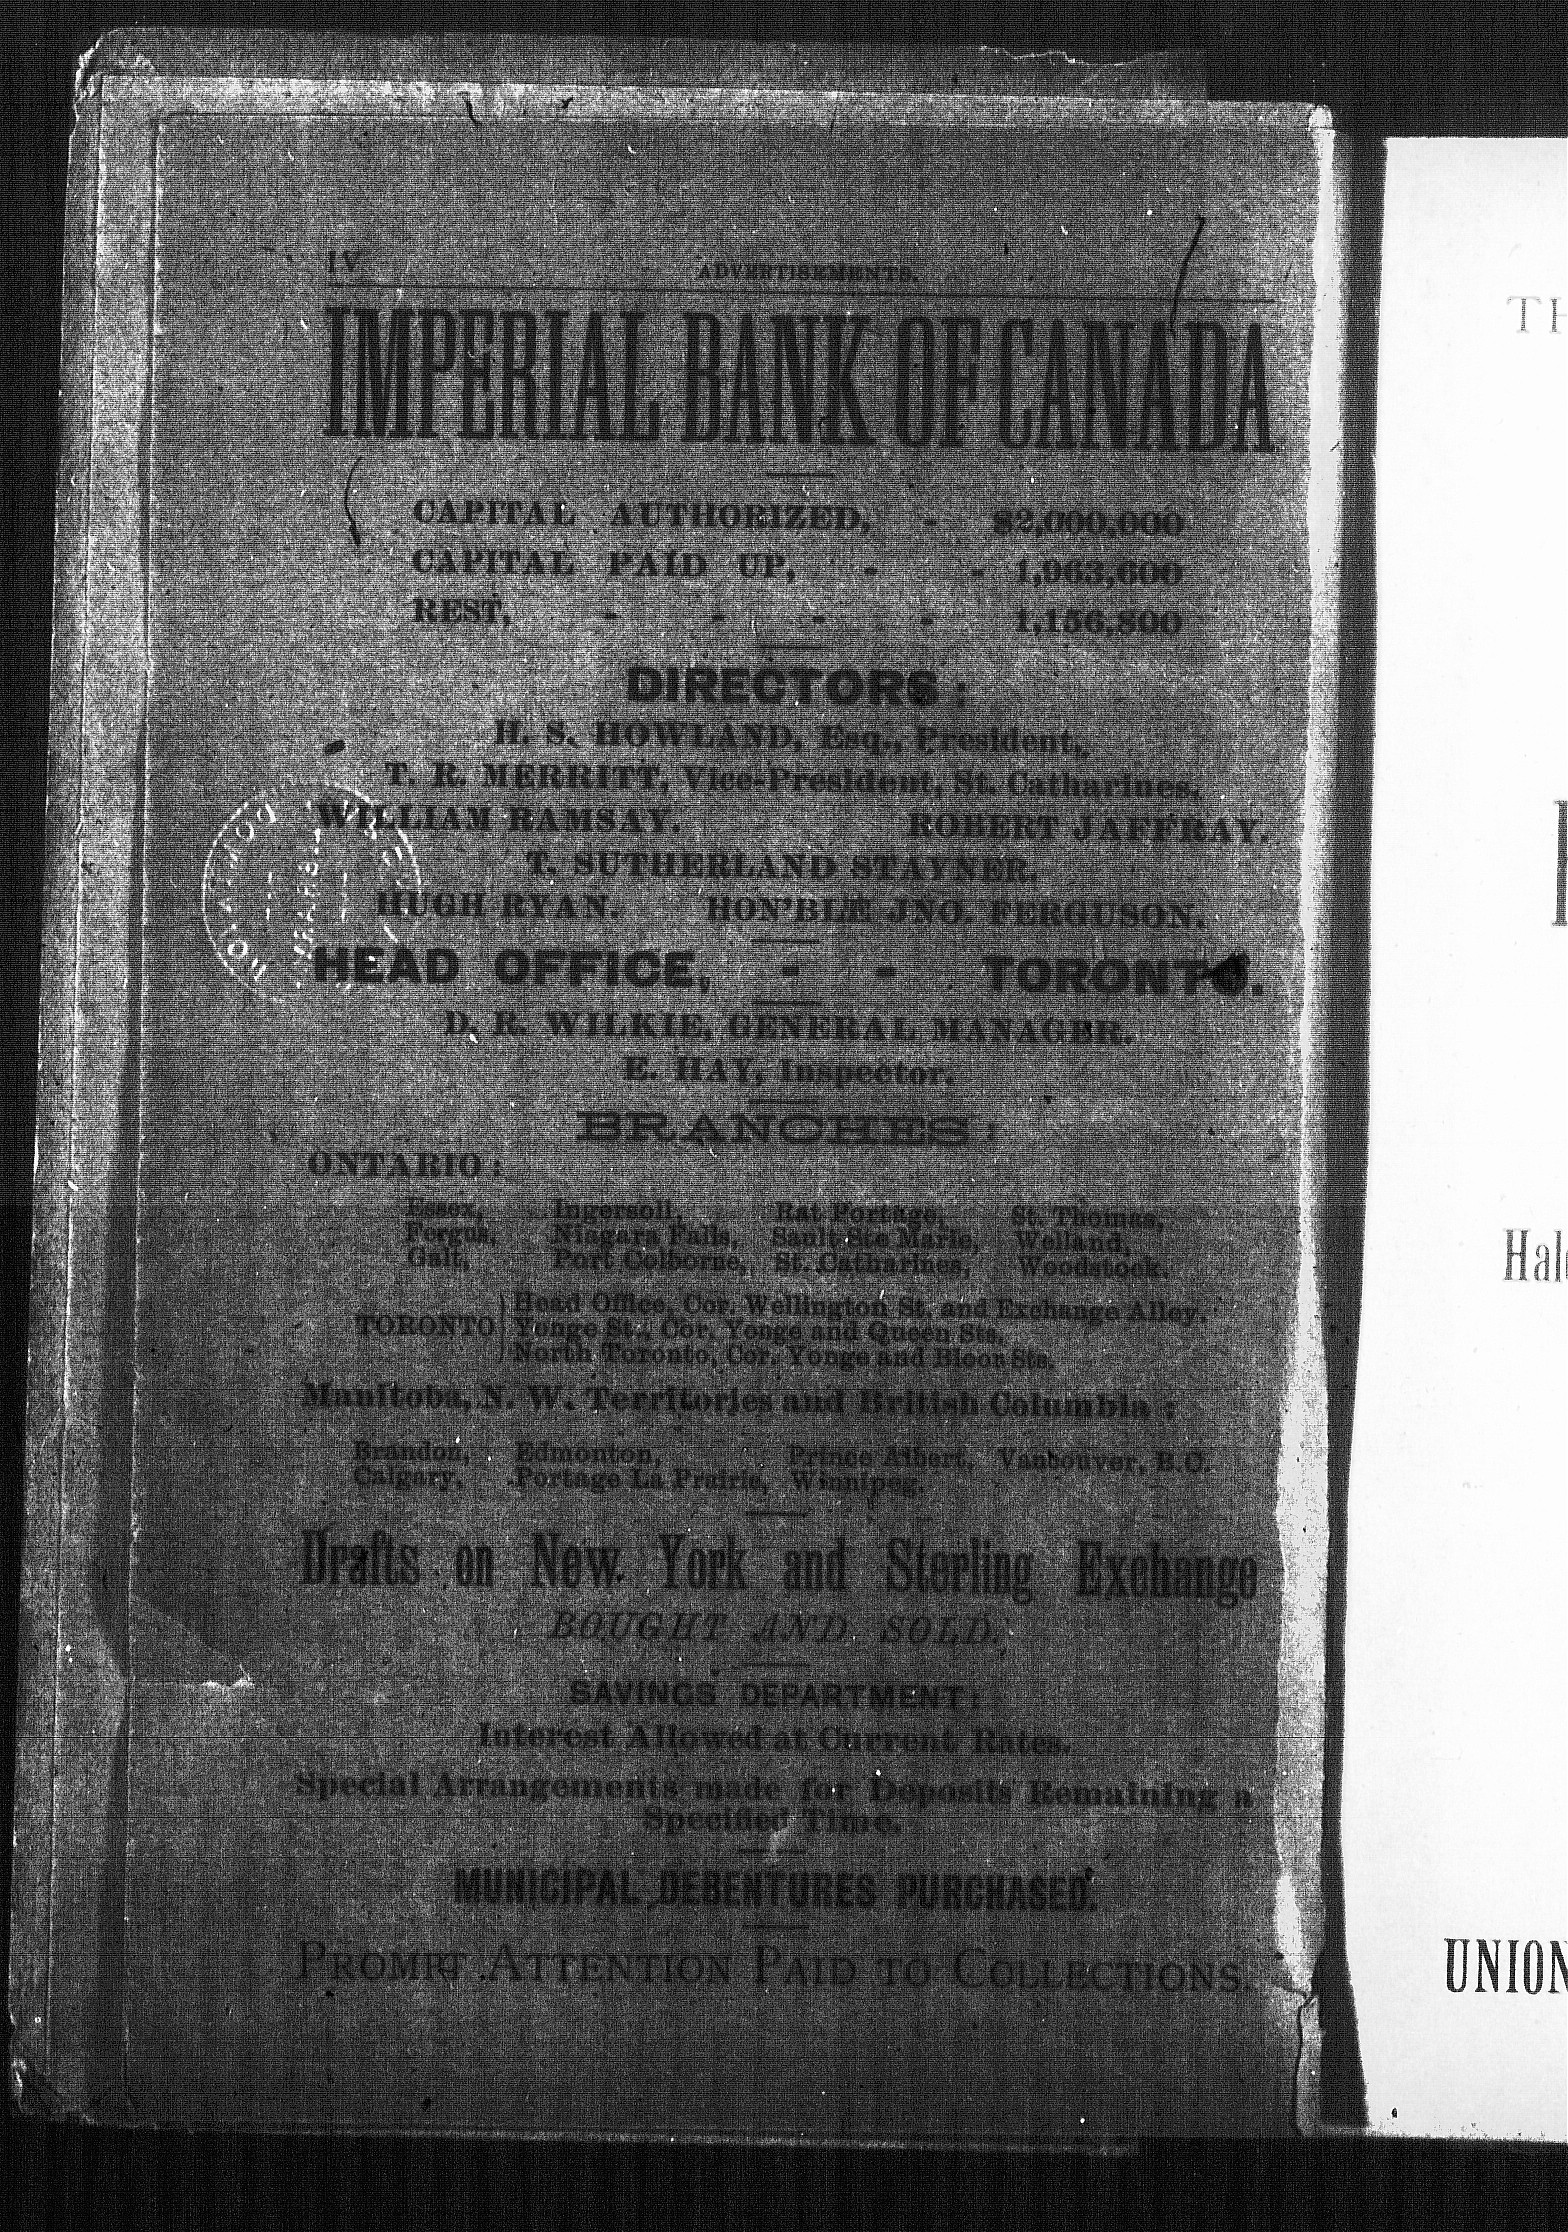 IV
ADVERTISEMENTS.
IMPERIAL BANK OF CANADA
CAPITAL AUTHORIZED, - $2,000,000
CAPITAL PAID UP, - - 1,963,600
REST, - - - - 1,156,800
DIRECTORS:
H. S. HOWLAND, Esq., President.
T. R. MERRITT, Vice-President, St. Catharines.
WILLIAM RAMSAY. ROBERT JAFFRAY.
T. SUTHERLAND STAYNER.
HUGH RYAN. HON'BLE JNO. FERGUSON.
HEAD OFFICE, - - TORONTO.
D. R. WILKIE, GENERAL MANAGER.
E. HAY, Inspector.
BRANCHES:
ONTARIO:
Essex, Ingersoll, Rat Portage, St. Thomas,
Fergus, Niagara Falls, Sault Ste Marie, Welland,
Galt, Port Colborne, St. Catharines, Woodstock.
Head Office, Cor. Wellington St. and Exchange Alley.
TORONTO Yonge St., Cor. Yonge and Queen Sts.
North Toronto, Cor. Yonge and Bloor Sts.
Manitoba, N. W. Territories and British Columbia:
Brandon, Edmonton, Prince Albert, Vancouver, B.C.
Calgary, Portage La Prairie, Winnipeg.
Drafts on New York and Sterling Exchange
BOUGHT AND SOLD.
SAVINGS DEPARTMENT:
Interest Allowed at Current Rates.
Special Arrangements made for Deposits Remaining a
Specified Time.
MUNICIPAL DEBENTURES PURCHASED.
PROMPT ATTENTION PAID TO COLLECTIONS.
TH
Hal
UNION